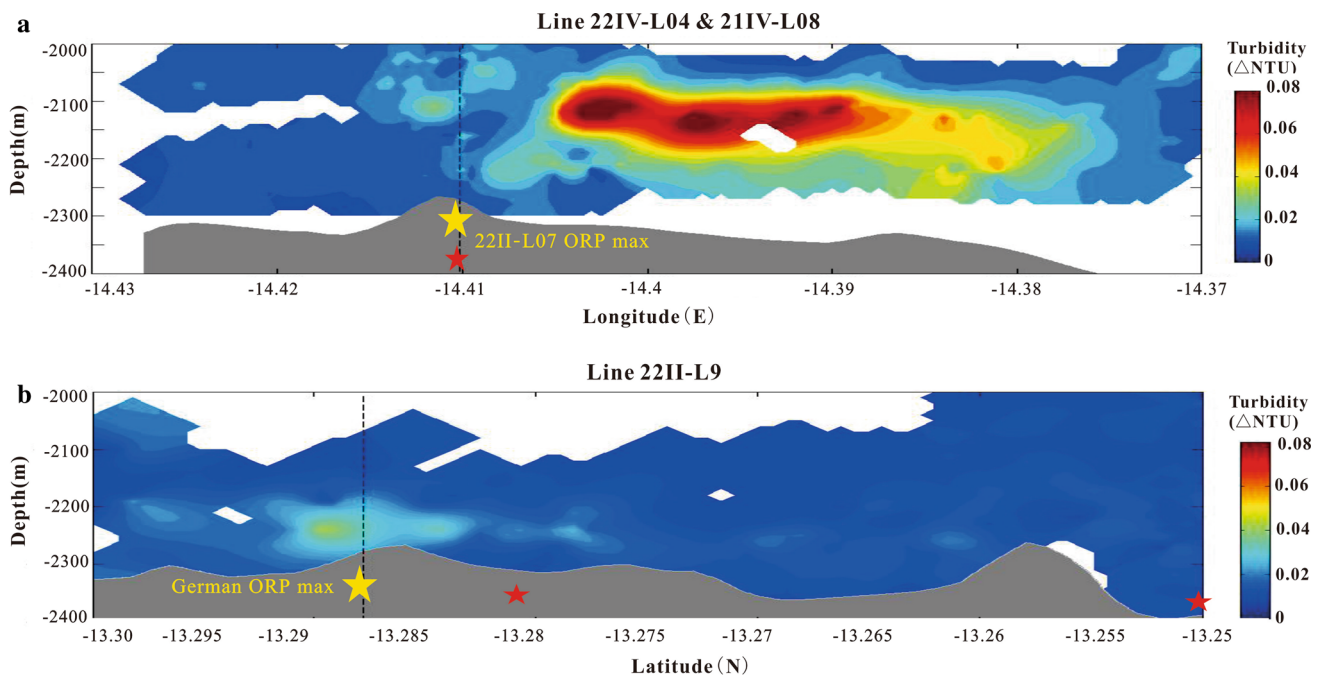 a
Line 22IV-L04 & 21IV-L08
Turbidity
(△NTU)
Depth(m)
-2000
-2100
-2200
-2300
-2400
0.08
0.06
0.04
0.02
0
22II-L07 ORP max
-14.43 -14.42 -14.41 -14.4 -14.39 -14.38 -14.37
Longitude(E)
b
Line 22II-L9
Turbidity
(△NTU)
Depth(m)
-2000
-2100
-2200
-2300
-2400
0.08
0.06
0.04
0.02
0
German ORP max
-13.30 -13.295 -13.29 -13.285 -13.28 -13.275 -13.27 -13.265 -13.26 -13.255 -13.25
Latitude(N)